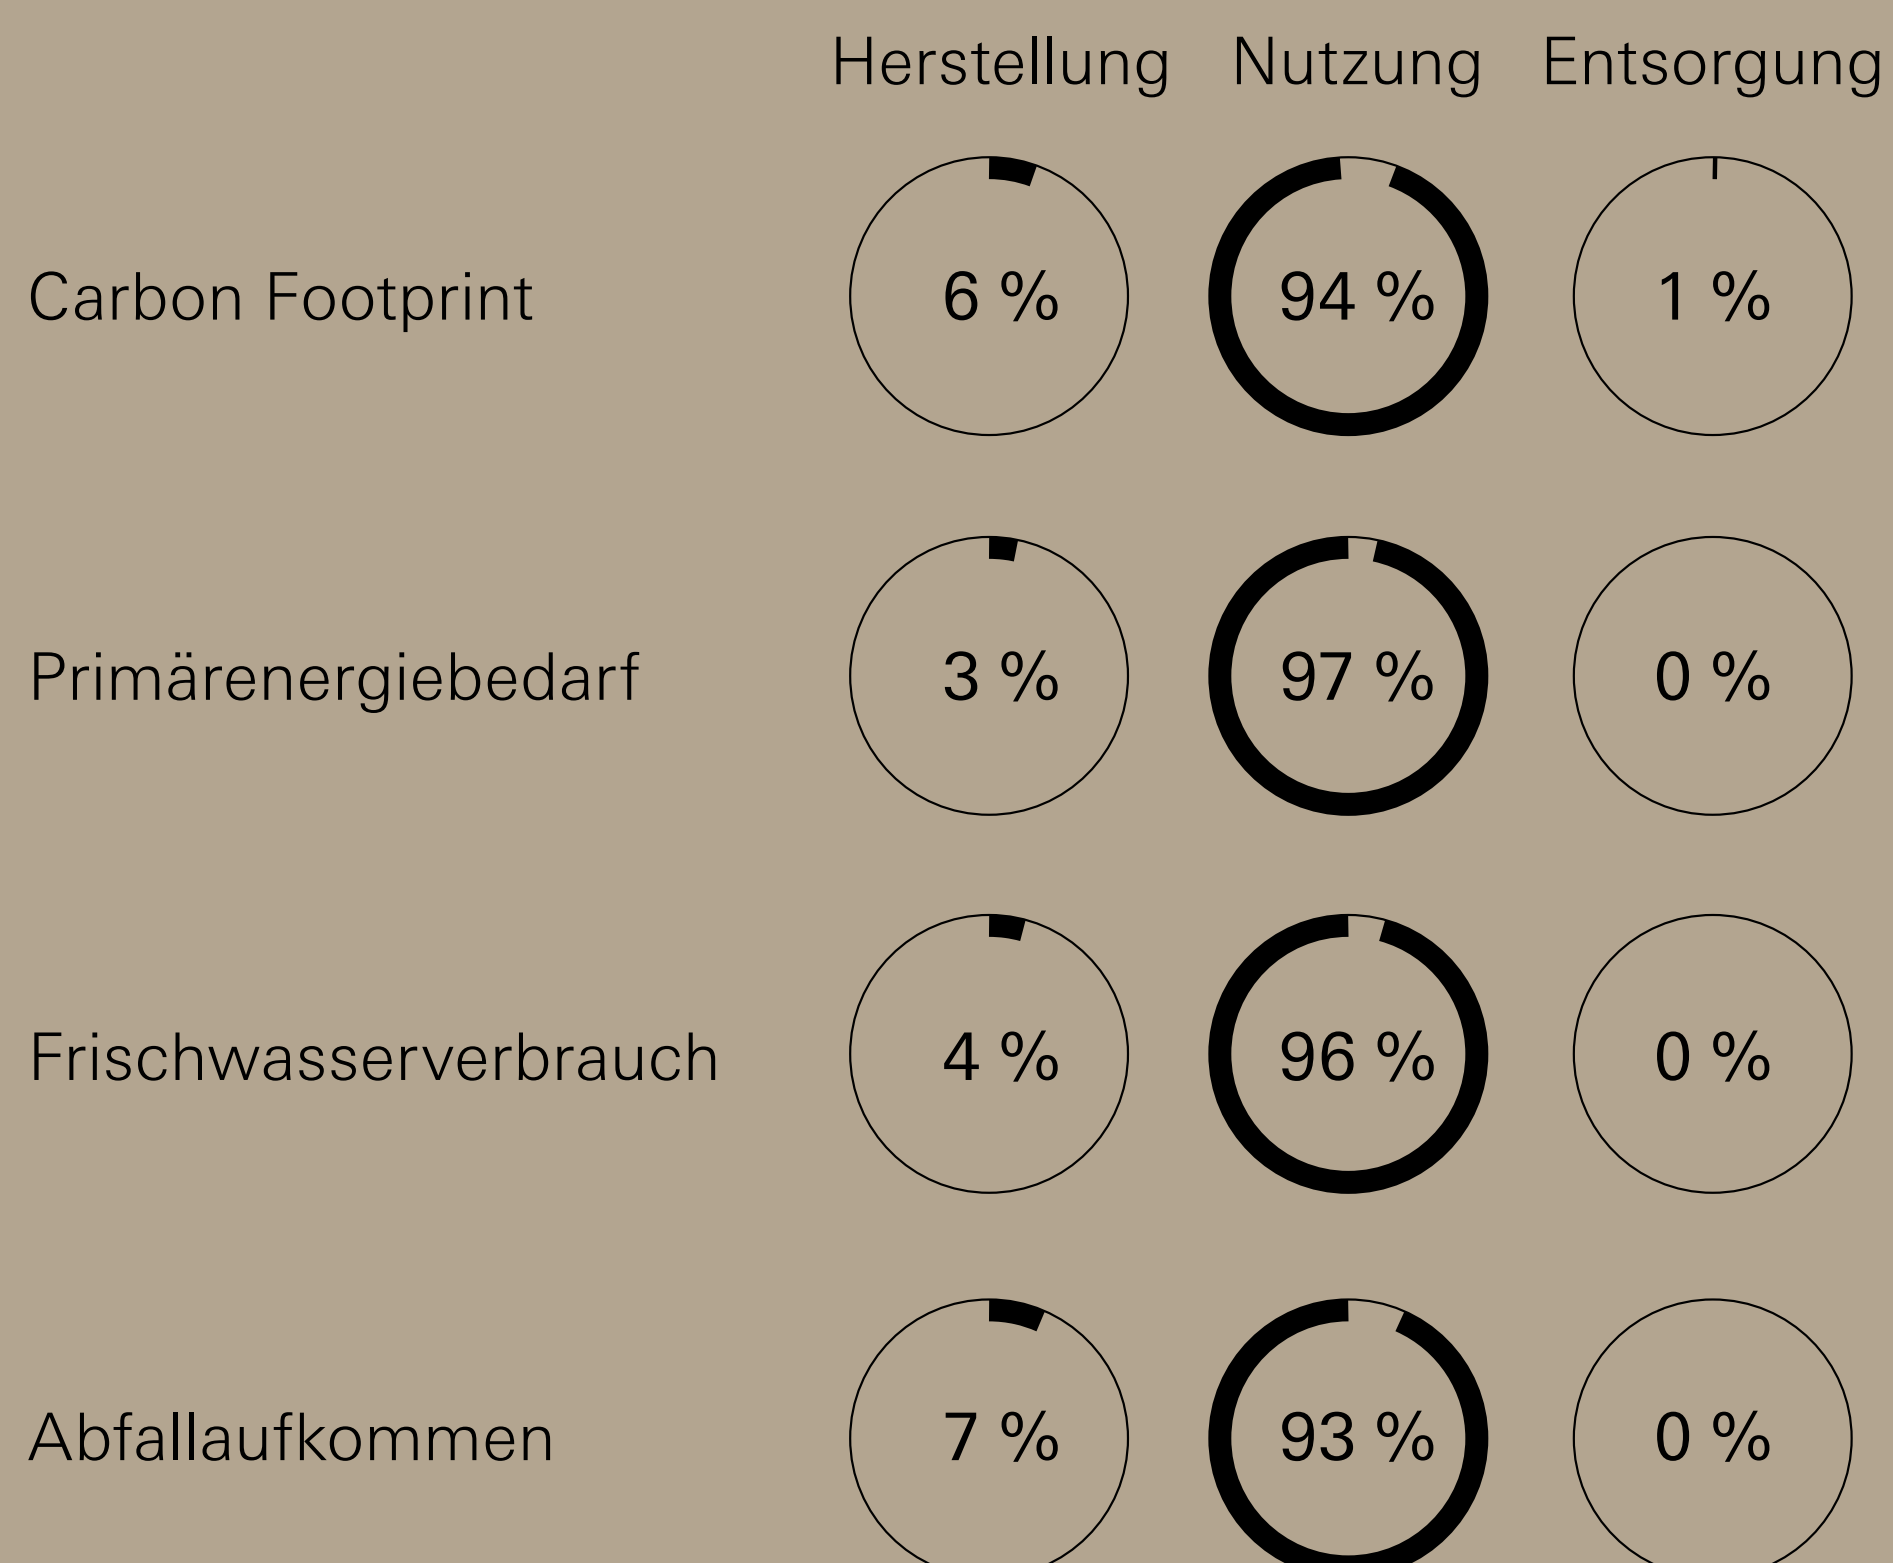 Herstellung Nutzung Entsorgung
Carbon Footprint 6 % 94 % 1 %
Primärenergiebedarf 3 % 97 % 0 %
Frischwasserverbrauch 4 % 96 % 0 %
Abfallaufkommen 7 % 93 % 0 %